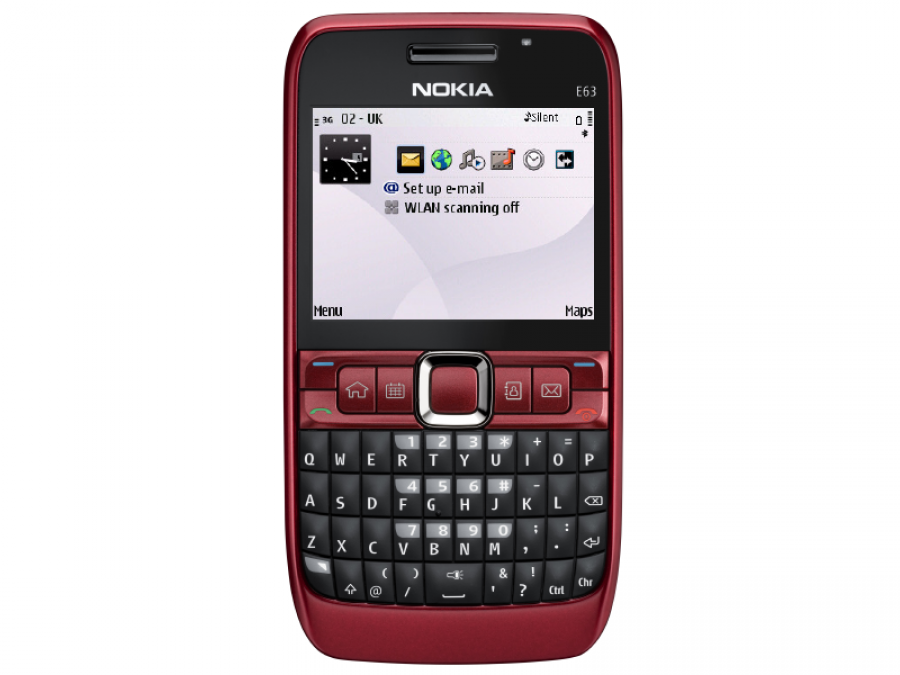 NOKIA
E63
3G O2 - UK Silent
Set up e-mail
WLAN scanning off
Menu Maps
1 2 3 * + =
Q W E R T Y U I O P
4 5 6 # -
A S D F G H J K L
7 8 9 0 ; :
Z X C V B N M , .
( ) & !
@ / ' ? Ctrl Chr